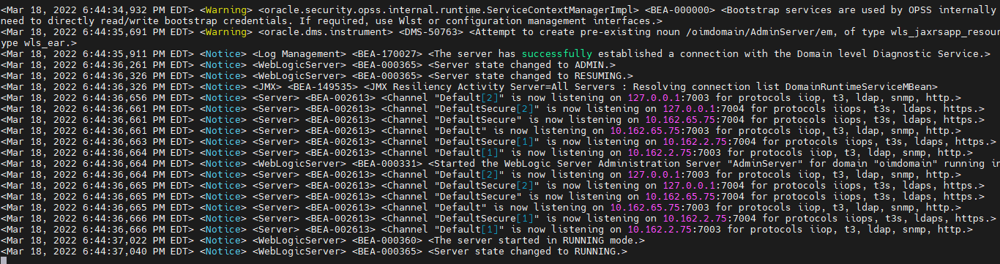 <Mar 18, 2022 6:44:34,932 PM EDT> <Warning> <oracle.security.opss.internal.runtime.ServiceContextManagerImpl> <BEA-000000> <Bootstrap services are used by OPSS internally
need to directly read/write bootstrap credentials. If required, use Wlst or configuration management interfaces.>
<Mar 18, 2022 6:44:35,691 PM EDT> <Warning> <oracle.dms.instrument> <DMS-50763> <Attempt to create pre-existing noun /oimdomain/AdminServer/em, of type wls_jaxrsapp_resour
ype wls_ear.>
<Mar 18, 2022 6:44:35,911 PM EDT> <Notice> <Log Management> <BEA-170027> <The server has successfully established a connection with the Domain level Diagnostic Service.>
<Mar 18, 2022 6:44:36,261 PM EDT> <Notice> <WebLogicServer> <BEA-000365> <Server state changed to ADMIN.>
<Mar 18, 2022 6:44:36,326 PM EDT> <Notice> <WebLogicServer> <BEA-000365> <Server state changed to RESUMING.>
<Mar 18, 2022 6:44:36,326 PM EDT> <Notice> <JMX> <BEA-149535> <JMX Resiliency Activity Server=All Servers : Resolving connection list DomainRuntimeServiceMBean>
<Mar 18, 2022 6:44:36,656 PM EDT> <Notice> <Server> <BEA-002613> <Channel "Default[2]" is now listening on 127.0.0.1:7003 for protocols iiop, t3, ldap, snmp, http.>
<Mar 18, 2022 6:44:36,661 PM EDT> <Notice> <Server> <BEA-002613> <Channel "DefaultSecure[2]" is now listening on 127.0.0.1:7004 for protocols iiops, t3s, ldaps, https.>
<Mar 18, 2022 6:44:36,661 PM EDT> <Notice> <Server> <BEA-002613> <Channel "DefaultSecure" is now listening on 10.162.65.75:7004 for protocols iiops, t3s, ldaps, https.>
<Mar 18, 2022 6:44:36,661 PM EDT> <Notice> <Server> <BEA-002613> <Channel "Default" is now listening on 10.162.65.75:7003 for protocols iiop, t3, ldap, snmp, http.>
<Mar 18, 2022 6:44:36,663 PM EDT> <Notice> <Server> <BEA-002613> <Channel "DefaultSecure[1]" is now listening on 10.162.2.75:7004 for protocols iiops, t3s, ldaps, https.>
<Mar 18, 2022 6:44:36,664 PM EDT> <Notice> <Server> <BEA-002613> <Channel "Default[1]" is now listening on 10.162.2.75:7003 for protocols iiop, t3, ldap, snmp, http.>
<Mar 18, 2022 6:44:36,664 PM EDT> <Notice> <WebLogicServer> <BEA-000331> <Started the WebLogic Server Administration Server "AdminServer" for domain "oimdomain" running in
<Mar 18, 2022 6:44:36,664 PM EDT> <Notice> <Server> <BEA-002613> <Channel "Default[2]" is now listening on 127.0.0.1:7003 for protocols iiop, t3, ldap, snmp, http.>
<Mar 18, 2022 6:44:36,665 PM EDT> <Notice> <Server> <BEA-002613> <Channel "DefaultSecure[2]" is now listening on 127.0.0.1:7004 for protocols iiops, t3s, ldaps, https.>
<Mar 18, 2022 6:44:36,665 PM EDT> <Notice> <Server> <BEA-002613> <Channel "DefaultSecure" is now listening on 10.162.65.75:7004 for protocols iiops, t3s, ldaps, https.>
<Mar 18, 2022 6:44:36,665 PM EDT> <Notice> <Server> <BEA-002613> <Channel "Default" is now listening on 10.162.65.75:7003 for protocols iiop, t3, ldap, snmp, http.>
<Mar 18, 2022 6:44:36,666 PM EDT> <Notice> <Server> <BEA-002613> <Channel "DefaultSecure[1]" is now listening on 10.162.2.75:7004 for protocols iiops, t3s, ldaps, https.>
<Mar 18, 2022 6:44:36,666 PM EDT> <Notice> <Server> <BEA-002613> <Channel "Default[1]" is now listening on 10.162.2.75:7003 for protocols iiop, t3, ldap, snmp, http.>
<Mar 18, 2022 6:44:37,022 PM EDT> <Notice> <WebLogicServer> <BEA-000360> <The server started in RUNNING mode.>
<Mar 18, 2022 6:44:37,040 PM EDT> <Notice> <WebLogicServer> <BEA-000365> <Server state changed to RUNNING.>